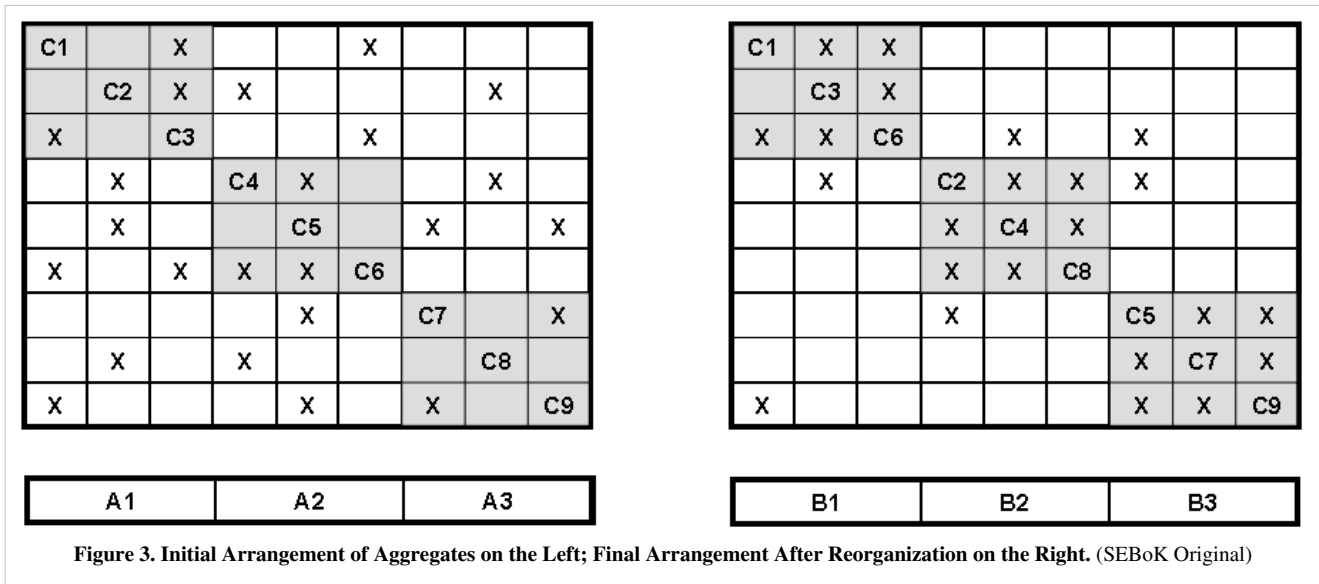 C1 X X
C2 X X X
X C3 X
X C4 X X
X C5 X X
X X X X C6
X C7 X
X X C8
X X X C9
A1 A2 A3
C1 X X
C3 X
X X C6 X X
X C2 X X X
X C4 X
X X C8
X C5 X X
X C7 X
X X X C9
B1 B2 B3
Figure 3. Initial Arrangement of Aggregates on the Left; Final Arrangement After Reorganization on the Right. (SEBoK Original)